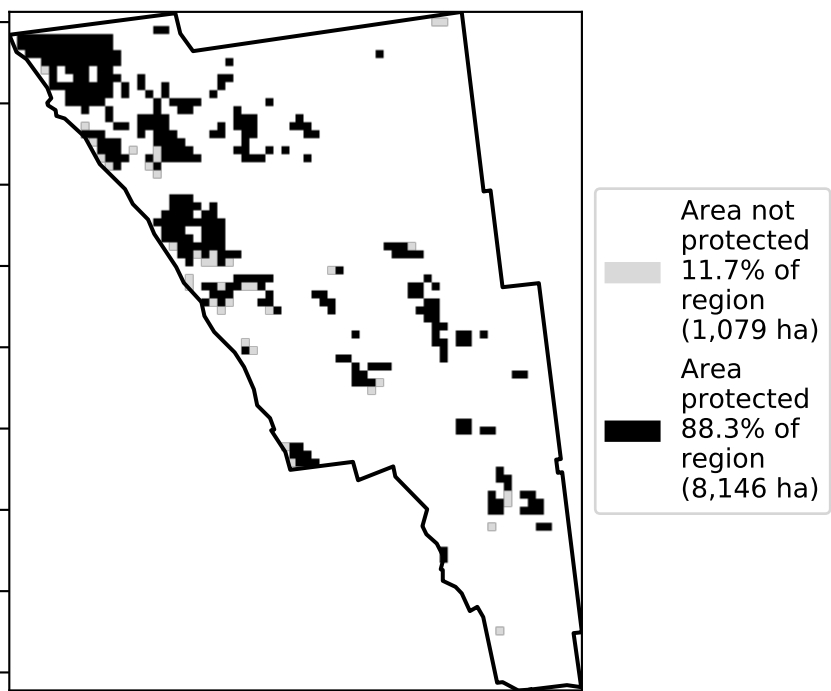 Area not
protected
11.7% of
region
(1,079 ha)
Area
protected
88.3% of
region
(8,146 ha)